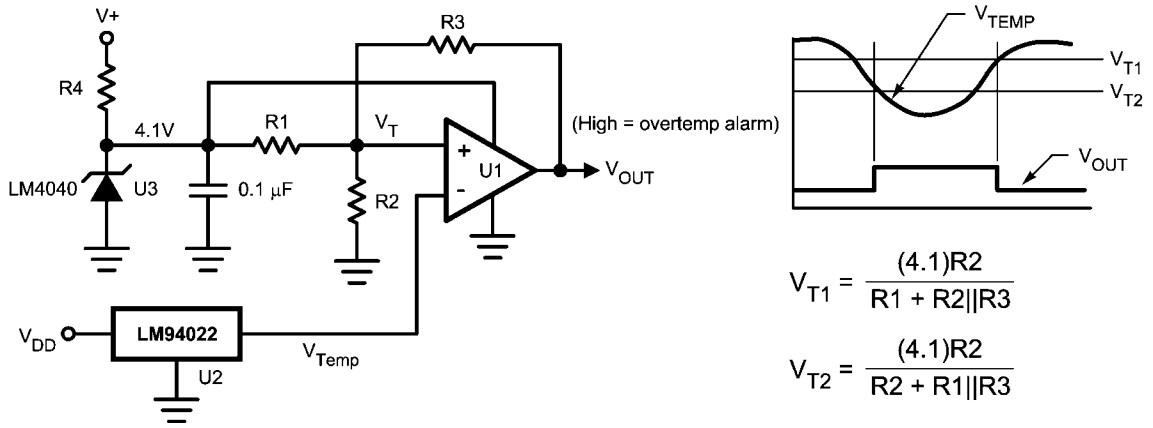 V+
R4
4.1V
LM4040
U3
0.1 µF
R1
VT
R2
R3
+
-
U1
(High = overtemp alarm)
VOUT
VDD
LM94022
U2
VTemp
VTEMP
VT1
VT2
VOUT
VT1 = (4.1)R2 / R1 + R2||R3
VT2 = (4.1)R2 / R2 + R1||R3